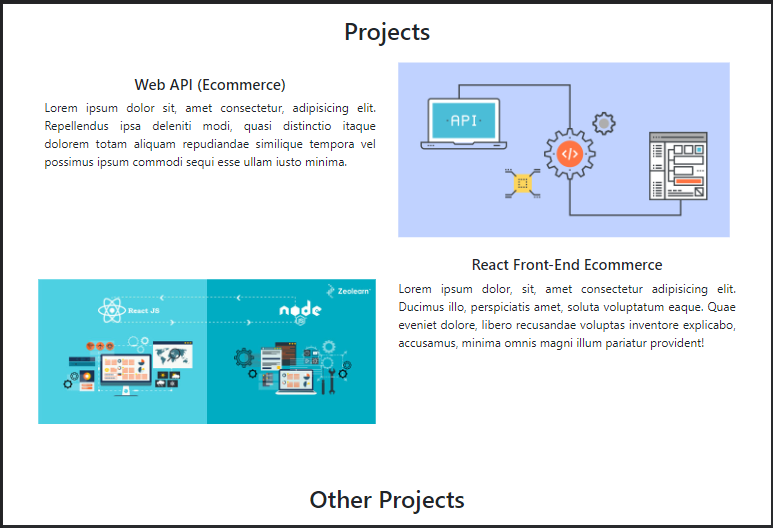 Projects
Web API (Ecommerce)
Lorem ipsum dolor sit, amet consectetur, adipisicing elit.
Repellendus ipsa deleniti modi, quasi distinctio itaque
dolorem totam aliquam repudiandae similique tempora vel
possimus ipsum commodi sequi esse ullam iusto minima.
API
</>
React Front-End Ecommerce
Lorem ipsum dolor, sit, amet consectetur adipisicing elit.
Ducimus illo, perspiciatis amet, soluta voluptatum eaque. Quae
eveniet dolore, libero recusandae voluptas inventore explicabo,
accusamus, minima omnis magni illum pariatur provident!
React JS
Zeolearn
node
JS
Other Projects